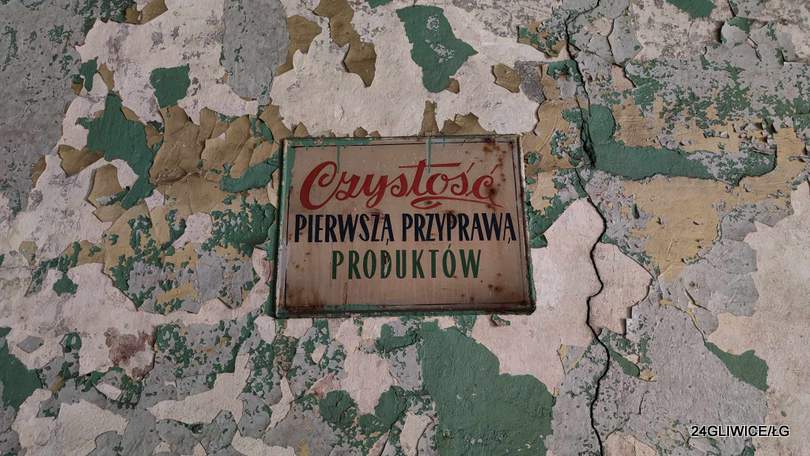 Czystość
PIERWSZĄ PRZYPRAWĄ
PRODUKTÓW
24GLIWICE/ŁG